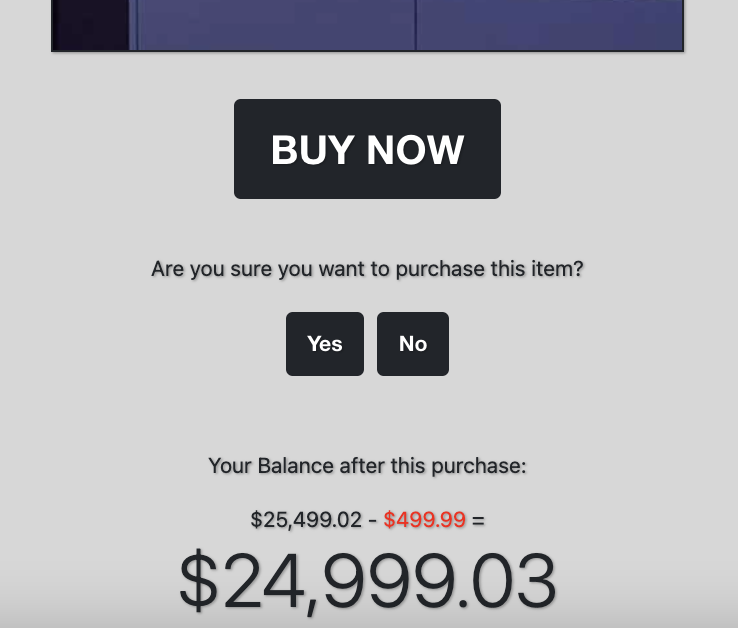 BUY NOW
Are you sure you want to purchase this item?
Yes No
Your Balance after this purchase:
$25,499.02 - $499.99 =
$24,999.03